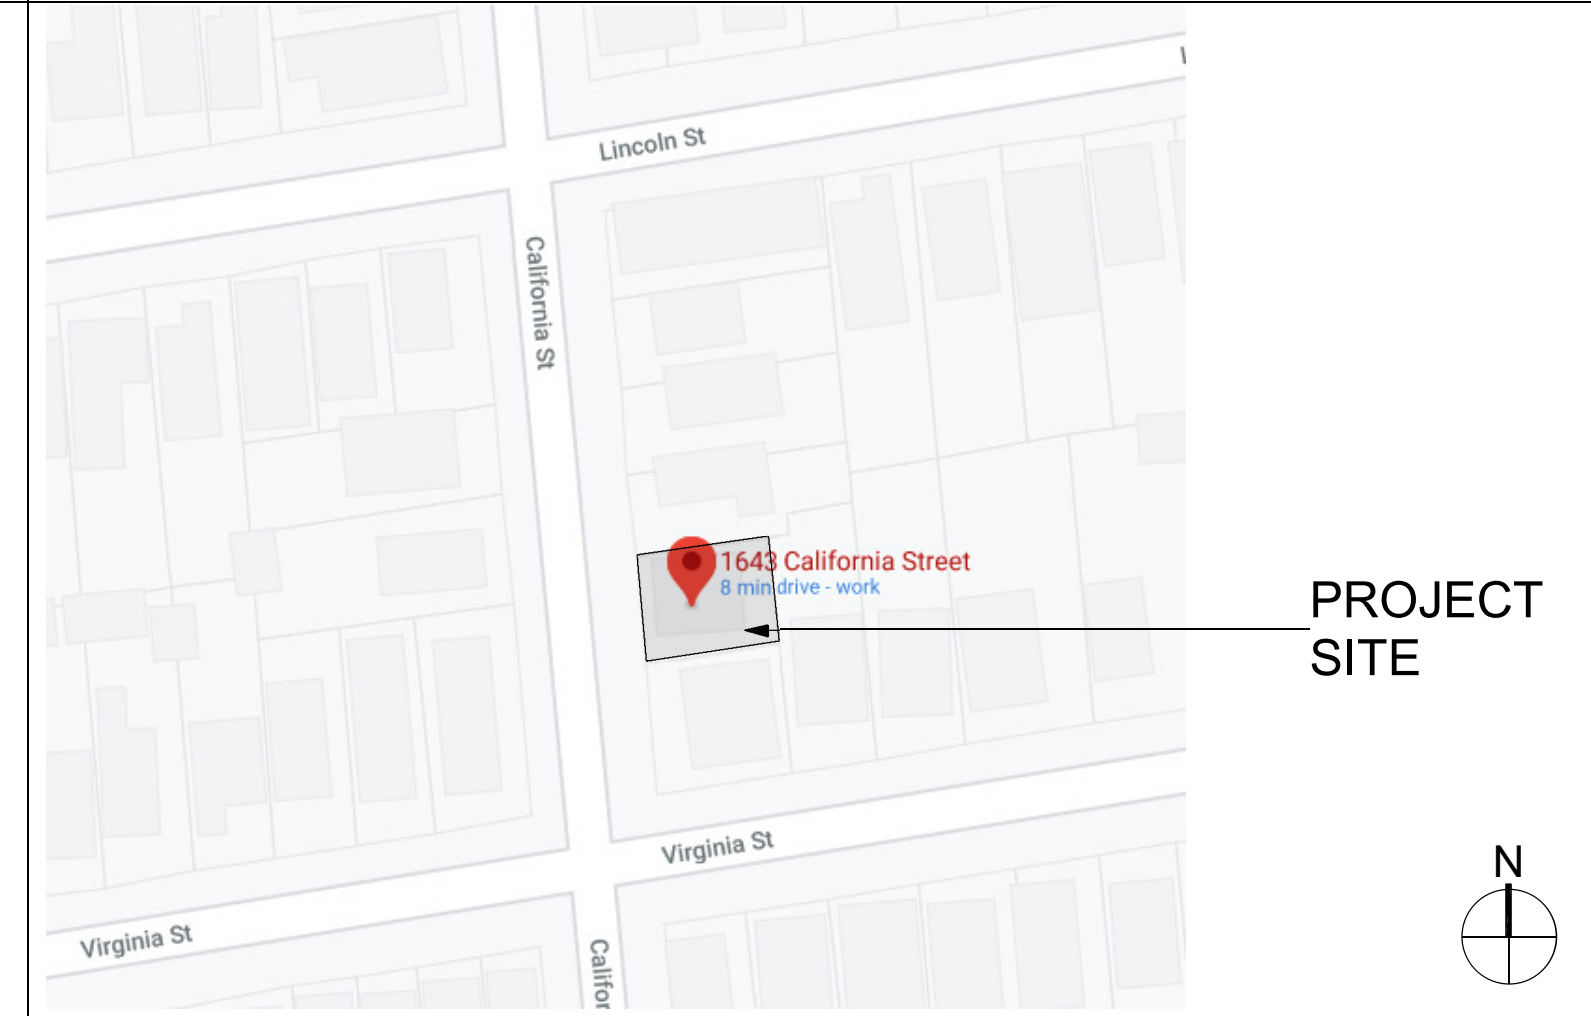 Lincoln St
California St
1643 California Street
8 min drive - work
PROJECT
SITE
Virginia St
N
Virginia St